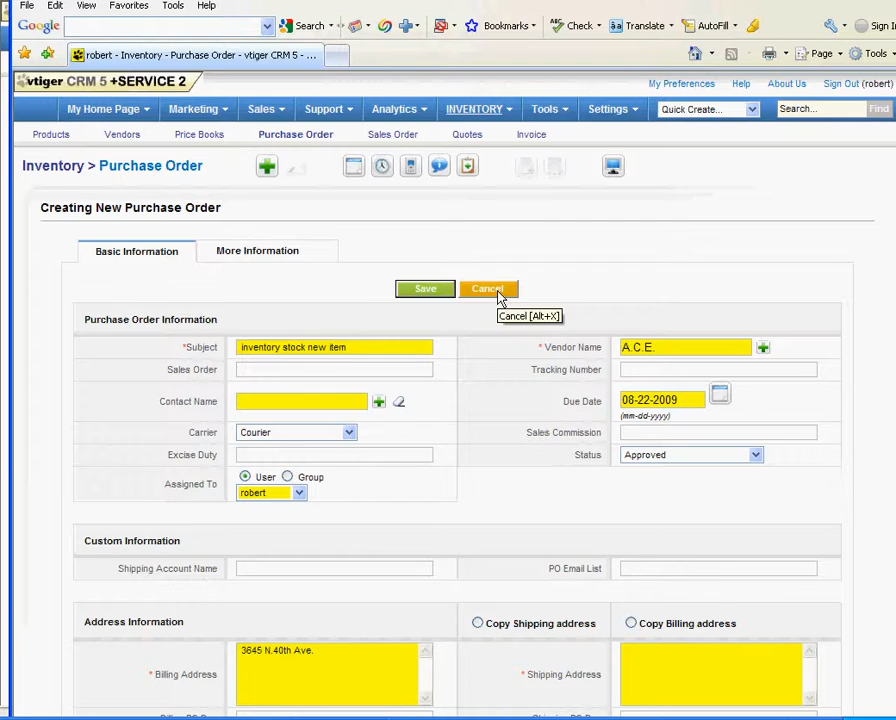 File Edit View Favorites Tools Help
Google Search Bookmarks Check Translate AutoFill Sign In
robert - Inventory - Purchase Order - vtiger CRM 5 - ... Page Tools
vtiger CRM 5 +SERVICE 2
My Preferences Help About Us Sign Out (robert)
My Home Page Marketing Sales Support Analytics INVENTORY Tools Settings Quick Create... Search... Find
Products Vendors Price Books Purchase Order Sales Order Quotes Invoice
Inventory > Purchase Order
Creating New Purchase Order
Basic Information More Information
Save Cancel
Cancel [Alt+X]
Purchase Order Information
*Subject inventory stock new item * Vendor Name A.C.E.
Sales Order Tracking Number
Contact Name Due Date 08-22-2009
(mm-dd-yyyy)
Carrier Courier Sales Commission
Excise Duty Status Approved
User Group
Assigned To
robert
Custom Information
Shipping Account Name PO Email List
Address Information Copy Shipping address Copy Billing address
3645 N.40th Ave.
* Billing Address * Shipping Address